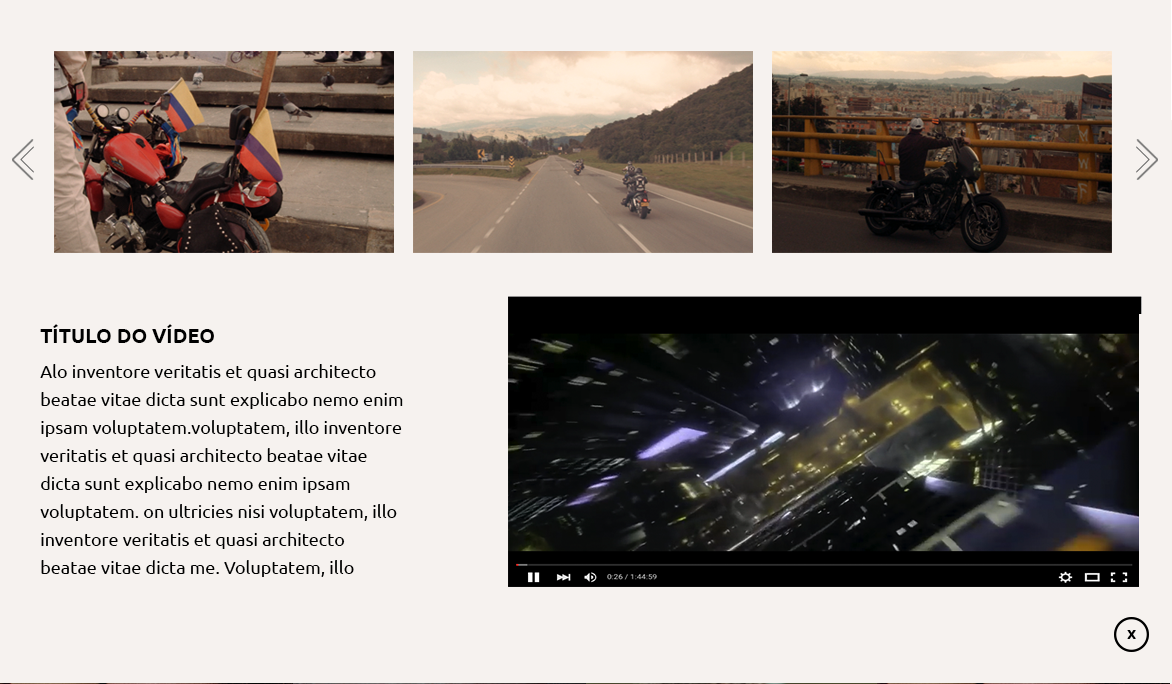 TÍTULO DO VÍDEO
Alo inventore veritatis et quasi architecto
beatae vitae dicta sunt explicabo nemo enim
ipsam voluptatem.voluptatem, illo inventore
veritatis et quasi architecto beatae vitae
dicta sunt explicabo nemo enim ipsam
voluptatem. on ultricies nisi voluptatem, illo
inventore veritatis et quasi architecto
beatae vitae dicta me. Voluptatem, illo
0:26 / 1:44:59
x